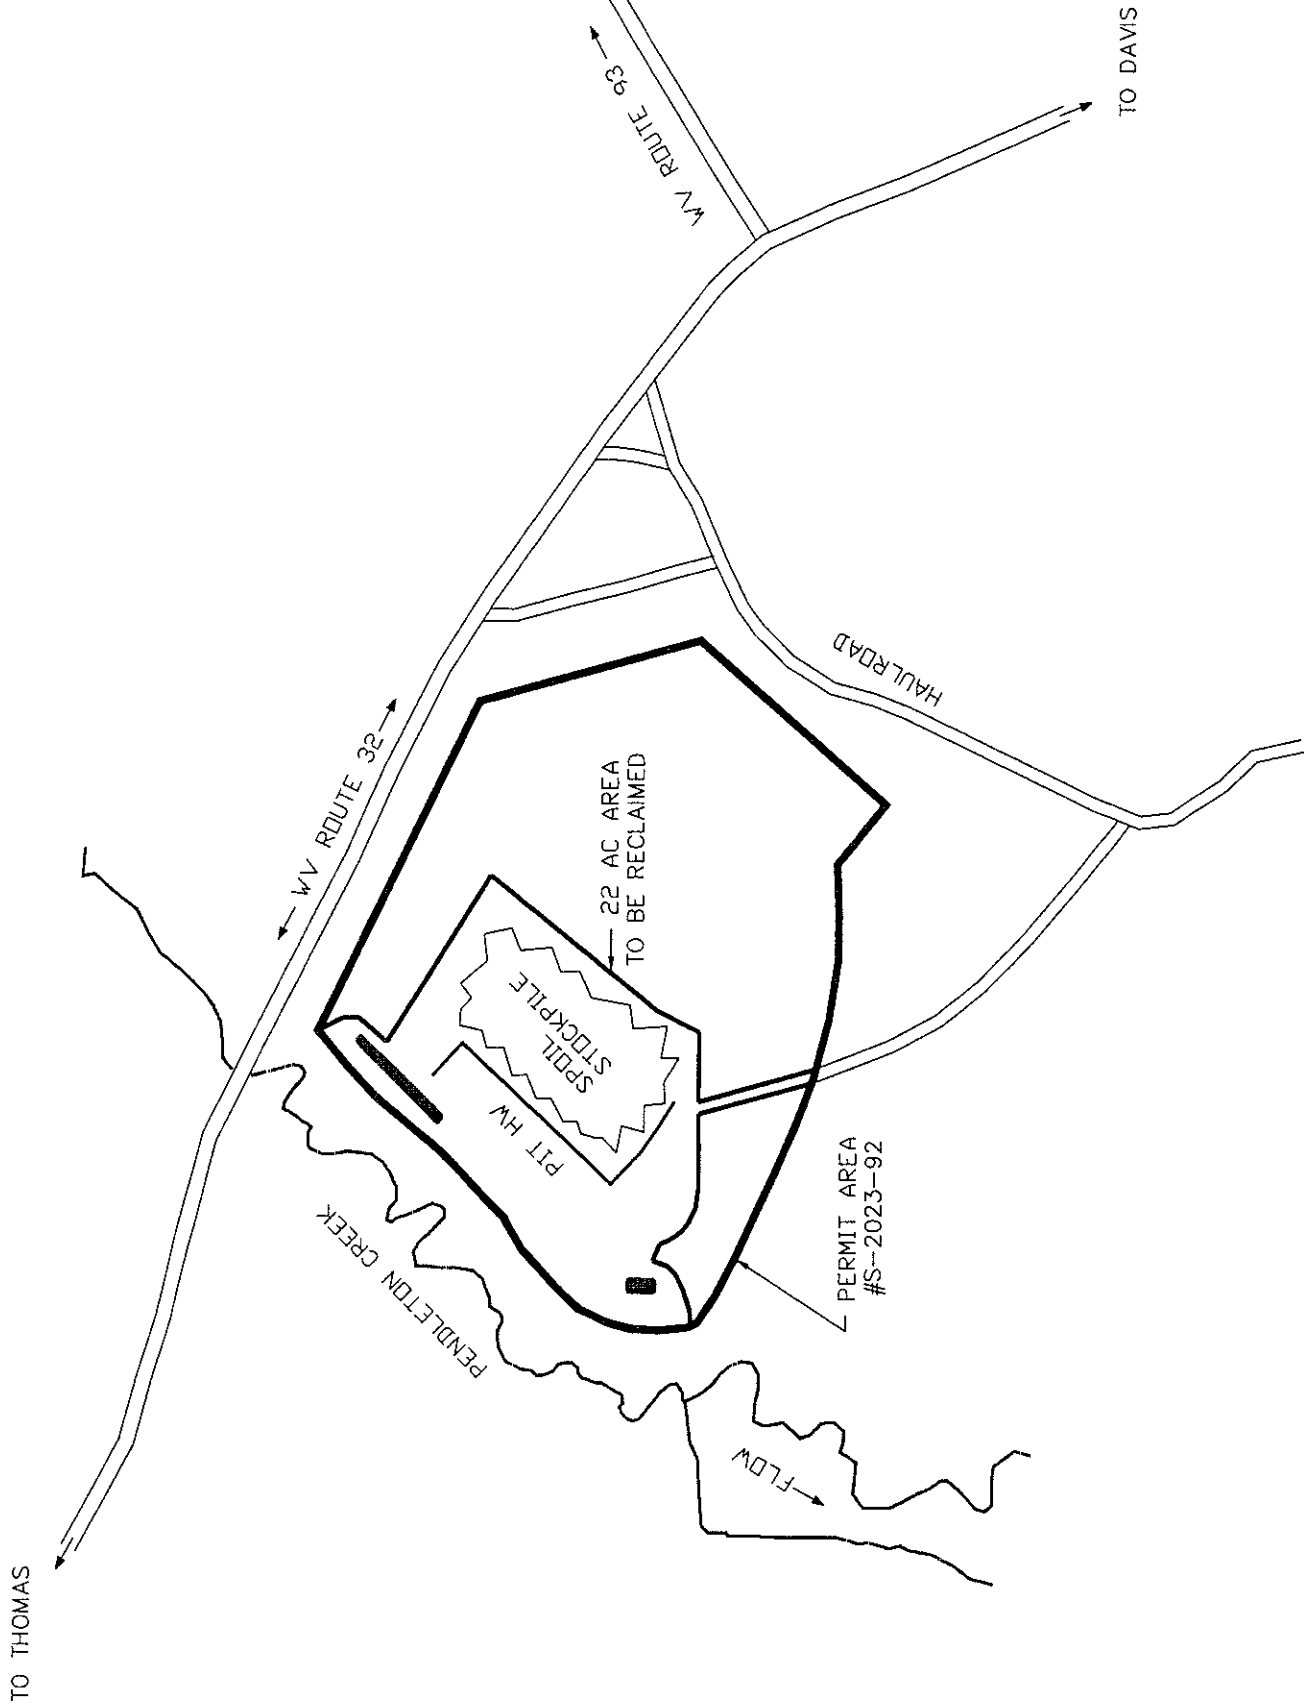 TO THOMAS
WV ROUTE 32
WV ROUTE 93
TO DAVIS
PENDLETON CREEK
PIT HW
SPOIL
STOCKPILE
22 AC AREA
TO BE RECLAIMED
HAULROAD
PERMIT AREA
#S-2023-92
FLOW